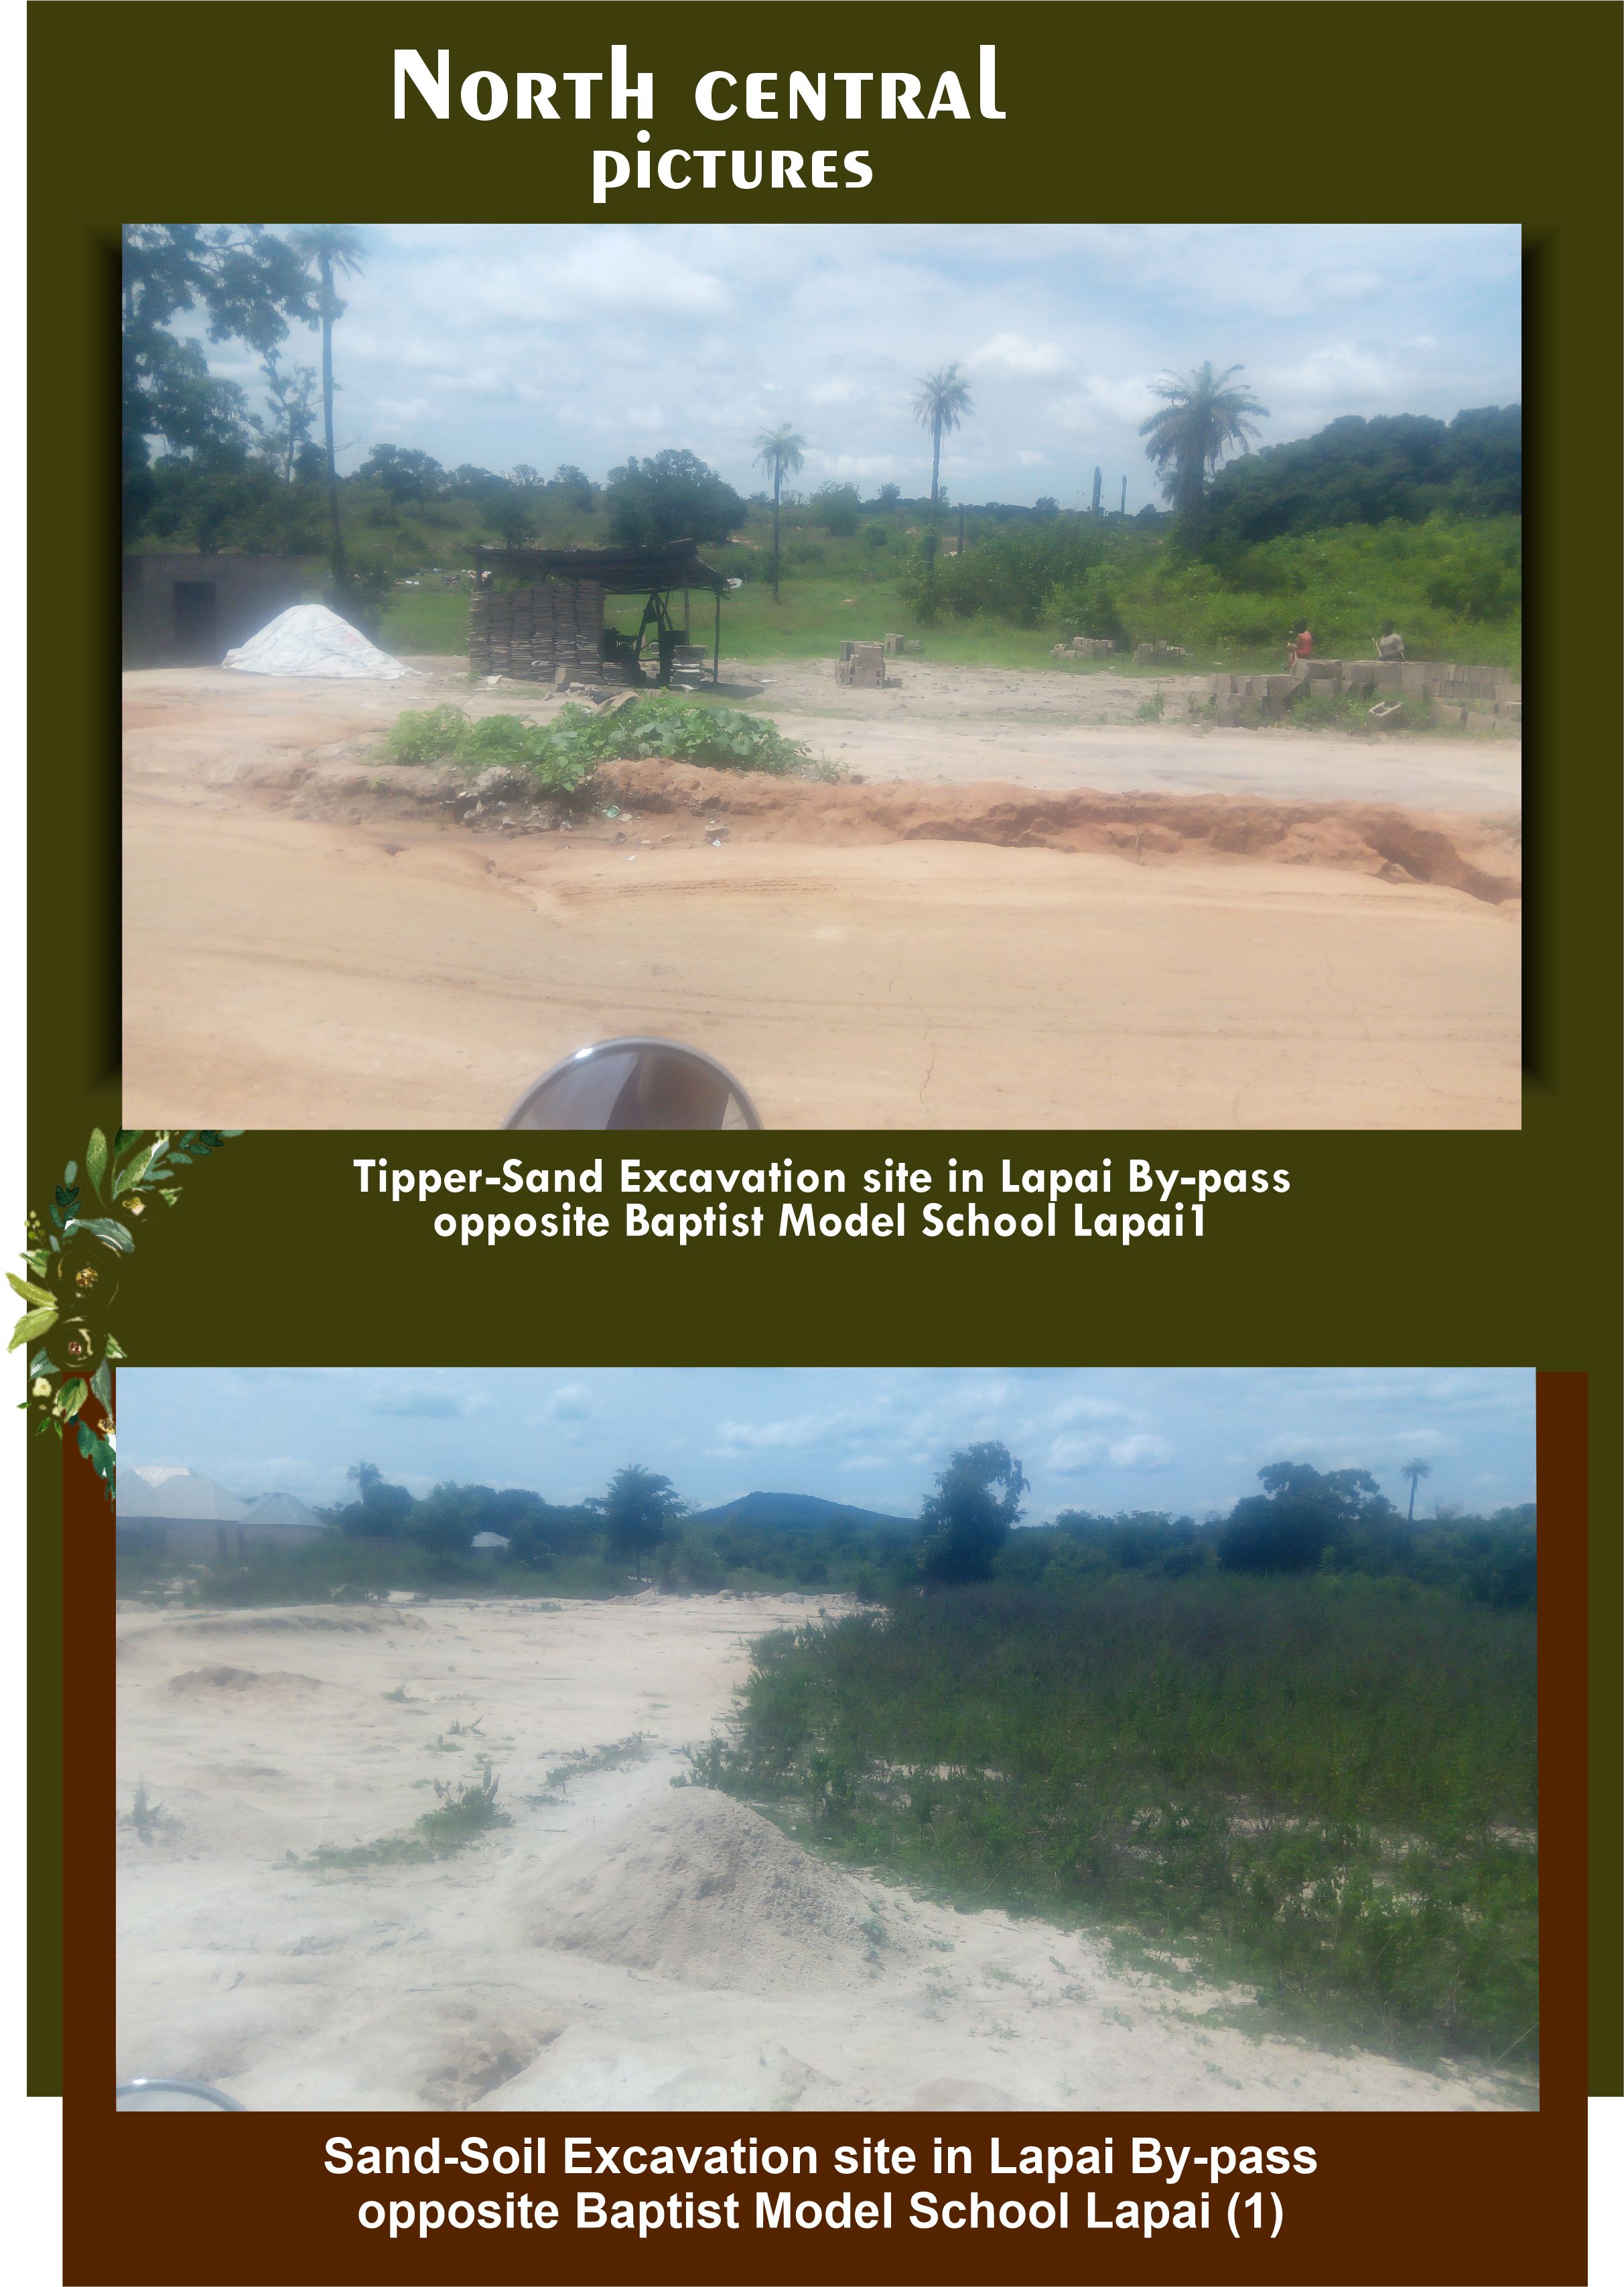 North central
pictures
Tipper-Sand Excavation site in Lapai By-pass
opposite Baptist Model School Lapai1
Sand-Soil Excavation site in Lapai By-pass
opposite Baptist Model School Lapai (1)